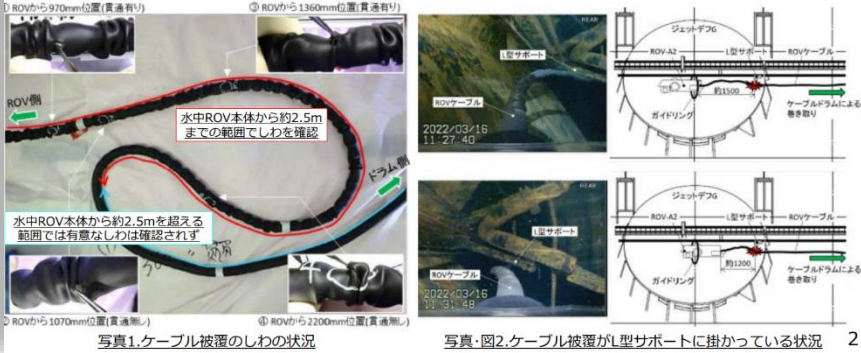 ① ROVから970mm位置(貫通有り)
③ ROVから1360mm位置(貫通有り)
ROV側
水中ROV本体から約2.5m
までの範囲でしわを確認
ドラム側
水中ROV本体から約2.5mを超える
範囲では有意なしわは確認されず
② ROVから1070mm位置(貫通無し)
④ ROVから2200mm位置(貫通無し)
写真1.ケーブル被覆のしわの状況
REAR
L型サポート
ROVケーブル
2022/03/16
11:27:40
ジェットデフG
ROV-A2
L型サポート
ROVケーブル
約1500
ガイドリング
ケーブルドラムによる
巻き取り
REAR
L型サポート
ROVケーブル
2022/03/16
11:31:48
ジェットデフG
ROV-A2
L型サポート
ROVケーブル
約1200
ガイドリング
ケーブルドラムによる
巻き取り
写真・図2.ケーブル被覆がL型サポートに掛かっている状況
2